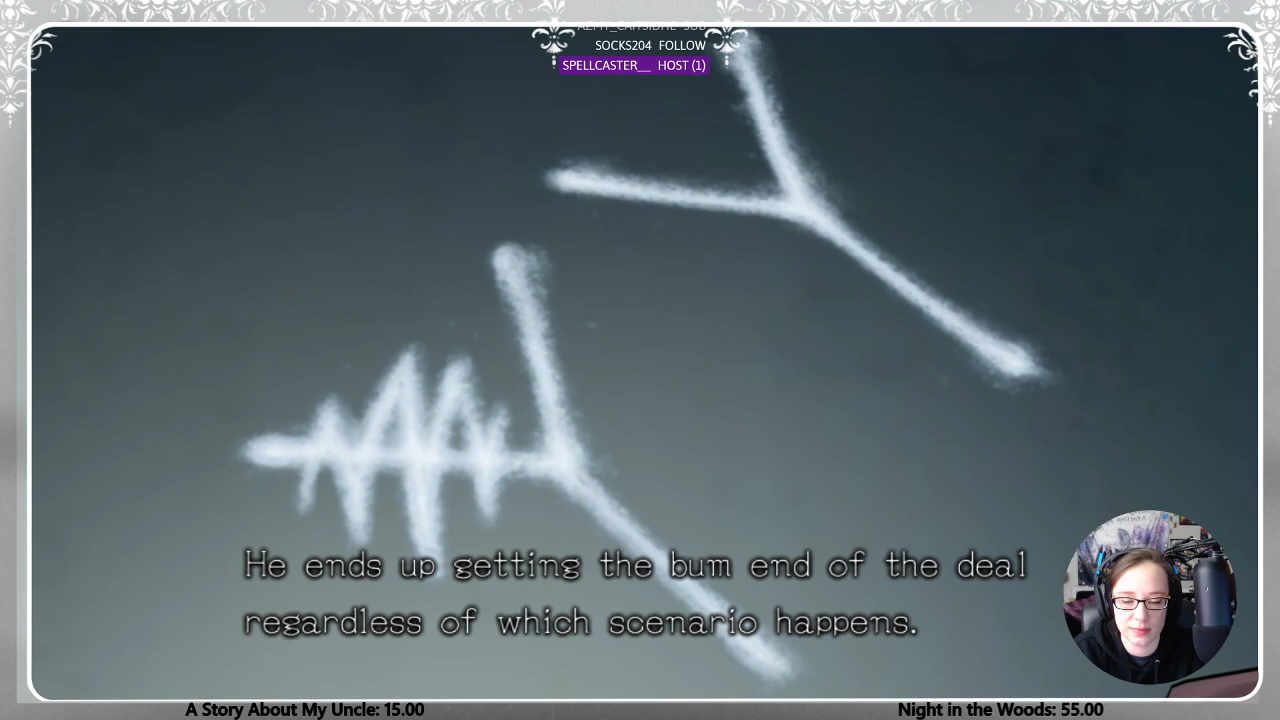 SOCKS204 FOLLOW
SPELLCASTER__ HOST (1)
He ends up getting the bum end of the deal
regardless of which scenario happens.
A Story About My Uncle: 15.00
Night in the Woods: 55.00